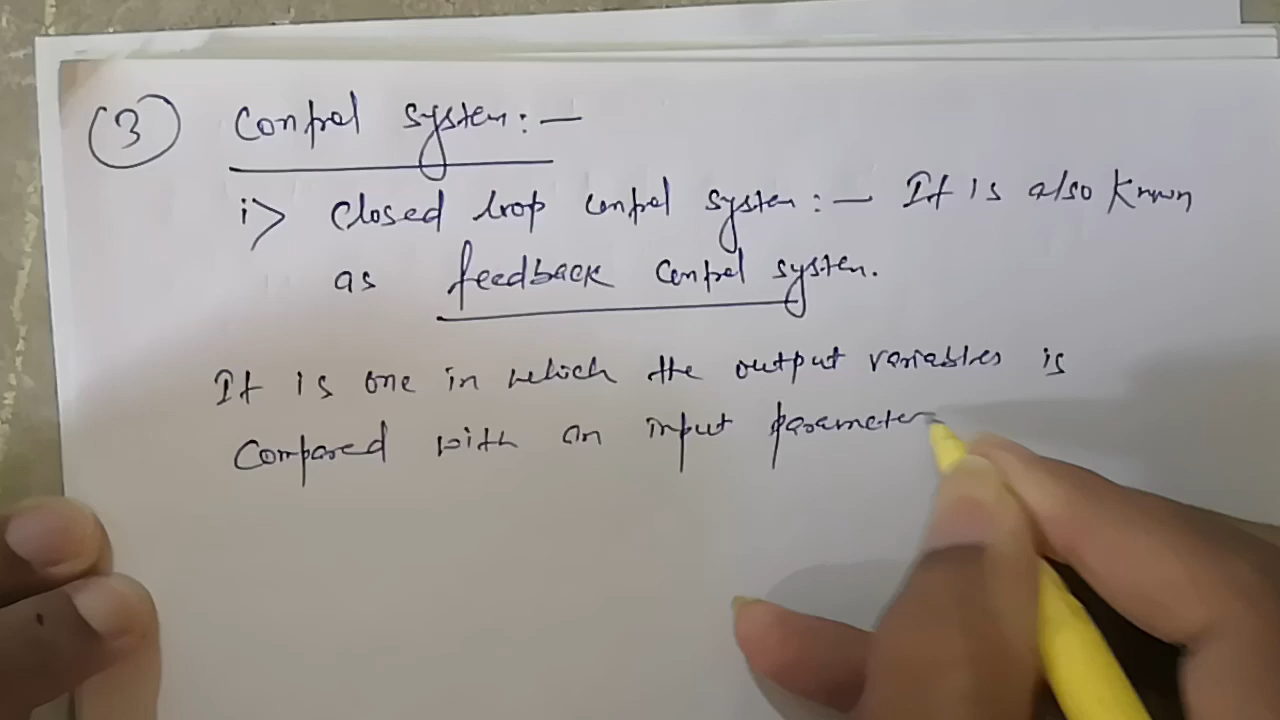 (3) Control system:-
i> Closed loop control system:- It is also known
as feedback control system.
It is one in which the output variables is
compared with an input parameter